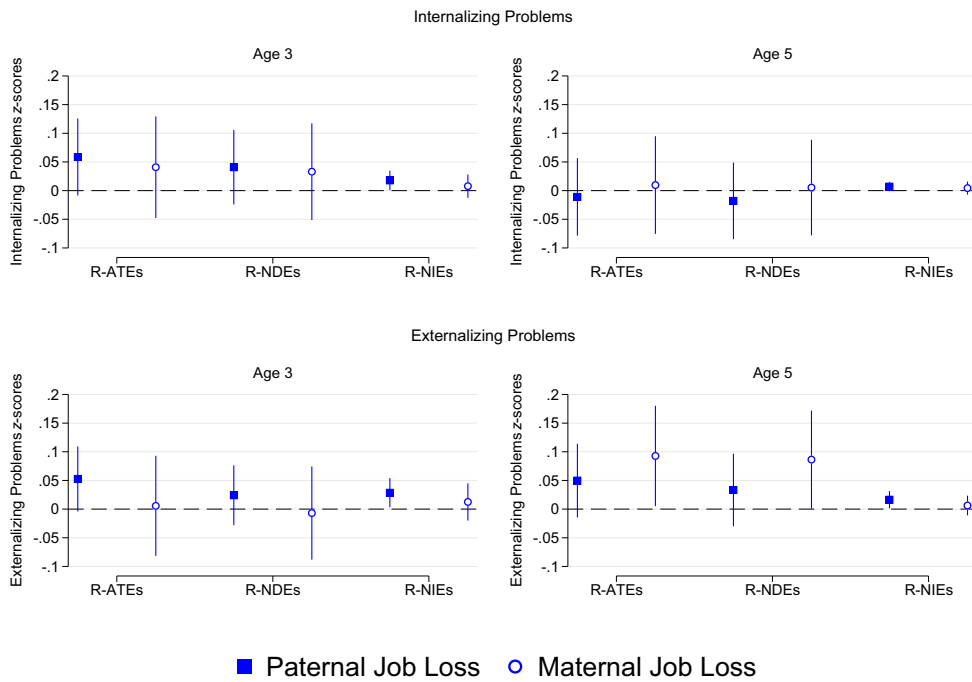 Internalizing Problems
Age 3
Age 5
Internalizing Problems z-scores
.2
.15
.1
.05
0
-.05
-.1
R-ATEs R-NDEs R-NIEs
Internalizing Problems z-scores
.2
.15
.1
.05
0
-.05
-.1
R-ATEs R-NDEs R-NIEs
Externalizing Problems
Age 3
Age 5
Externalizing Problems z-scores
.2
.15
.1
.05
0
-.05
-.1
R-ATEs R-NDEs R-NIEs
Externalizing Problems z-scores
.2
.15
.1
.05
0
-.05
-.1
R-ATEs R-NDEs R-NIEs
Paternal Job Loss Maternal Job Loss